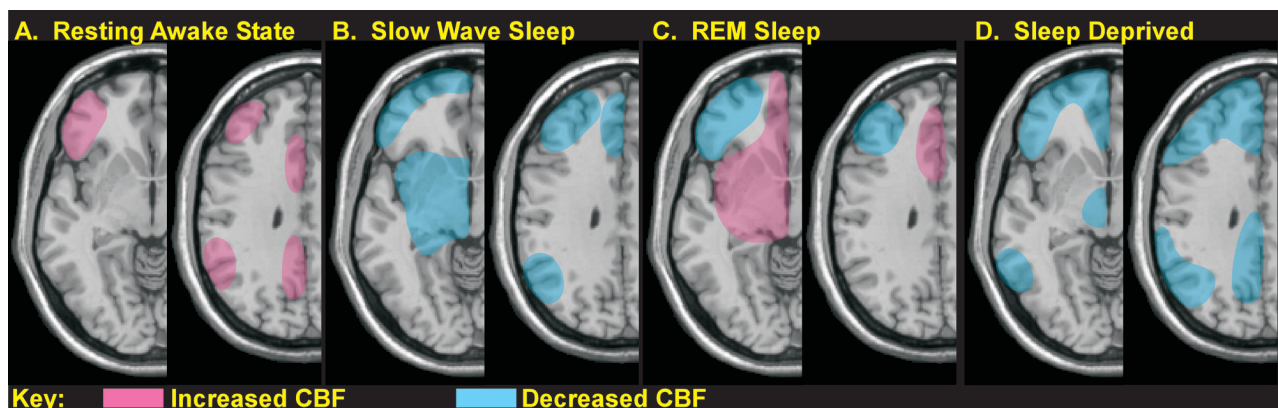 A. Resting Awake State
B. Slow Wave Sleep
C. REM Sleep
D. Sleep Deprived
Key: Increased CBF Decreased CBF